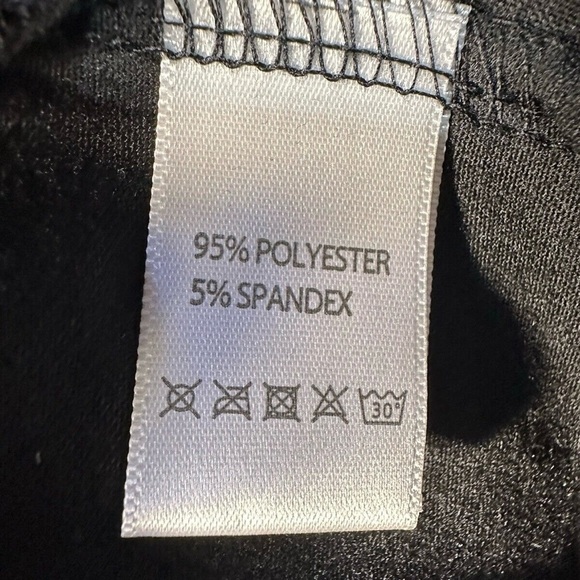 95% POLYESTER
5% SPANDEX
30°